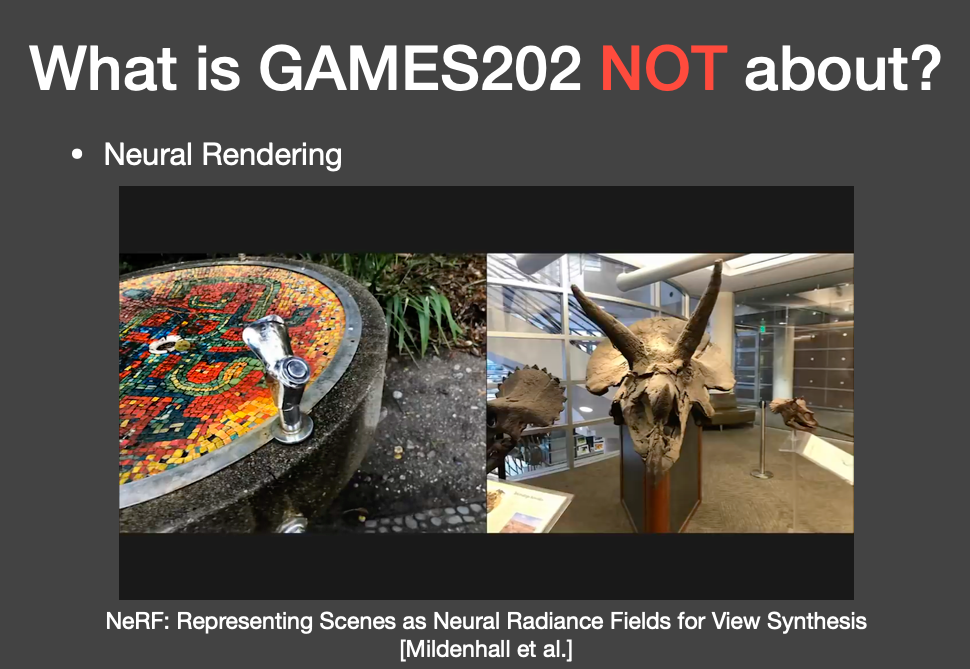 What is GAMES202 NOT about?
• Neural Rendering
NeRF: Representing Scenes as Neural Radiance Fields for View Synthesis
[Mildenhall et al.]